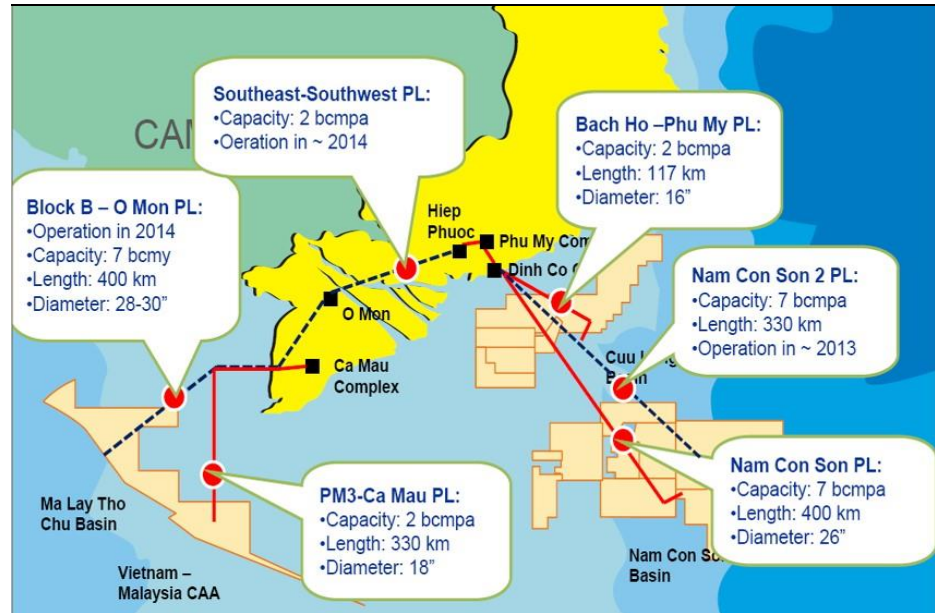 Southeast-Southwest PL:
•Capacity: 2 bcmpa
•Oeration in ~ 2014
CAM
Bach Ho –Phu My PL:
•Capacity: 2 bcmpa
•Length: 117 km
•Diameter: 16”
Block B – O Mon PL:
•Operation in 2014
•Capacity: 7 bcmy
•Length: 400 km
•Diameter: 28-30”
Hiep
Phuoc
Phu My Com
Dinh Co
Nam Con Son 2 PL:
•Capacity: 7 bcmpa
•Length: 330 km
•Operation in ~ 2013
O Mon
Ca Mau
Complex
Cuu
Basin
Nam Con Son PL:
•Capacity: 7 bcmpa
•Length: 400 km
•Diameter: 26”
PM3-Ca Mau PL:
•Capacity: 2 bcmpa
•Length: 330 km
•Diameter: 18”
Ma Lay Tho
Chu Basin
Vietnam –
Malaysia CAA
Nam Con So
Basin